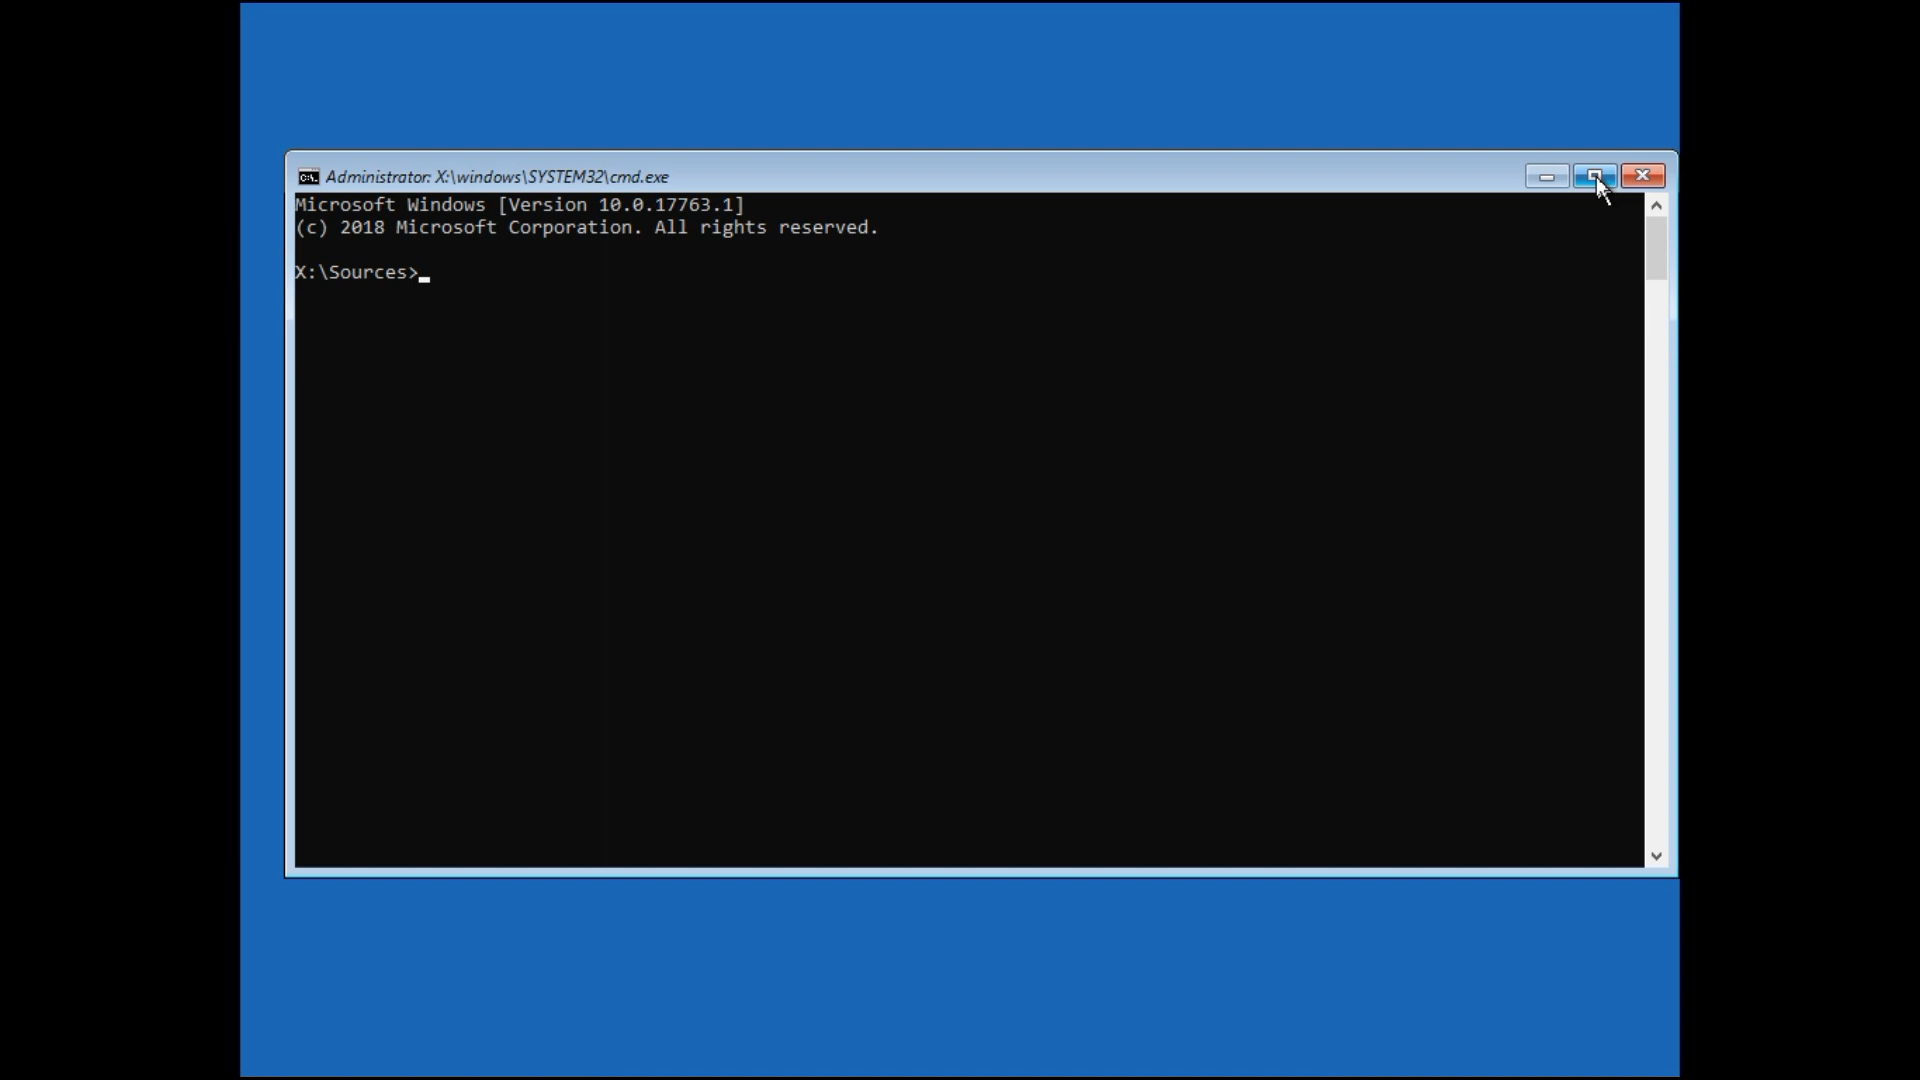 Administrator: X:\windows\SYSTEM32\cmd.exe
Microsoft Windows [Version 10.0.17763.1]
(c) 2018 Microsoft Corporation. All rights reserved.
X:\Sources>